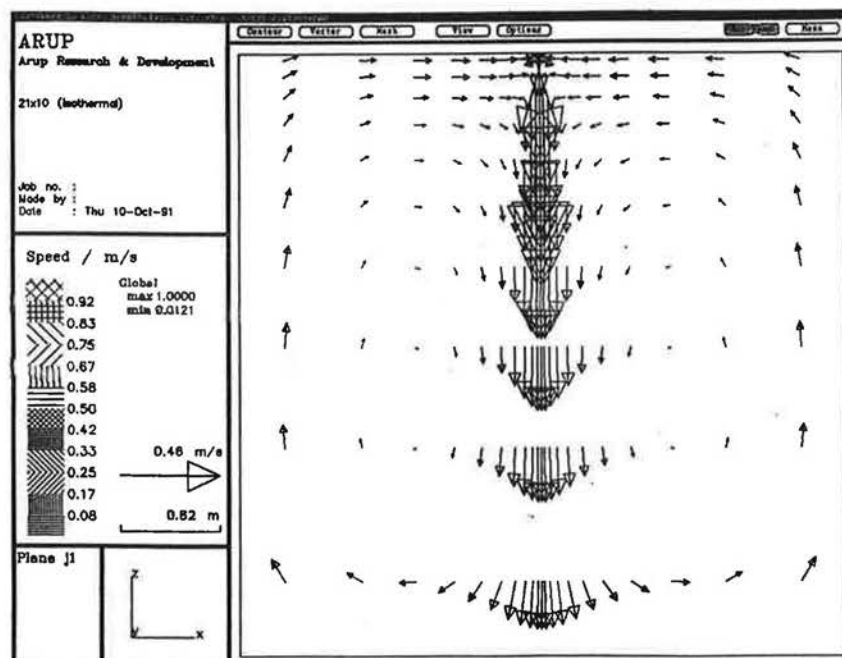 ARUP
Arup Research & Development
21x10 (Isothermal)
Job no. :
Made by :
Date : Thu 10-Oct-91
Contour Vector Mesh View Options Menu
Speed / m/s
Global
max 1.0000
min 0.0121
0.92
0.83
0.75
0.67
0.58
0.50
0.42
0.33
0.25
0.17
0.08
0.46 m/s
0.82 m
Plane j1
z
y
x